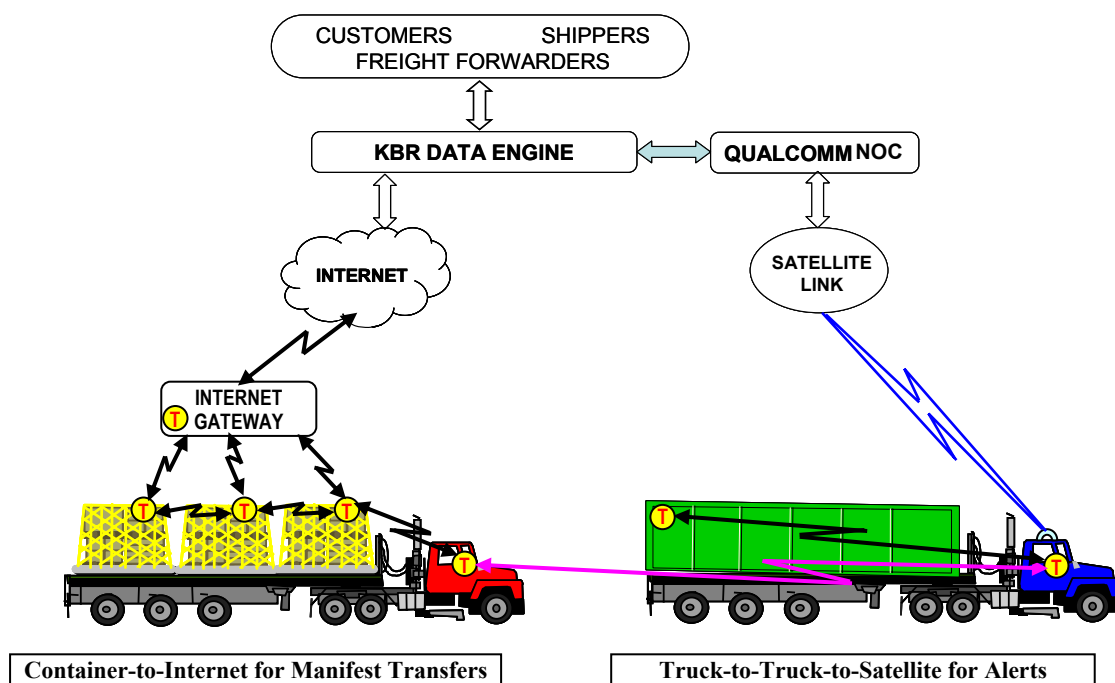 CUSTOMERS SHIPPERS
FREIGHT FORWARDERS
KBR DATA ENGINE
QUALCOMM NOC
INTERNET
SATELLITE
LINK
INTERNET
GATEWAY
T
T T T
T
T
T
Container-to-Internet for Manifest Transfers
Truck-to-Truck-to-Satellite for Alerts